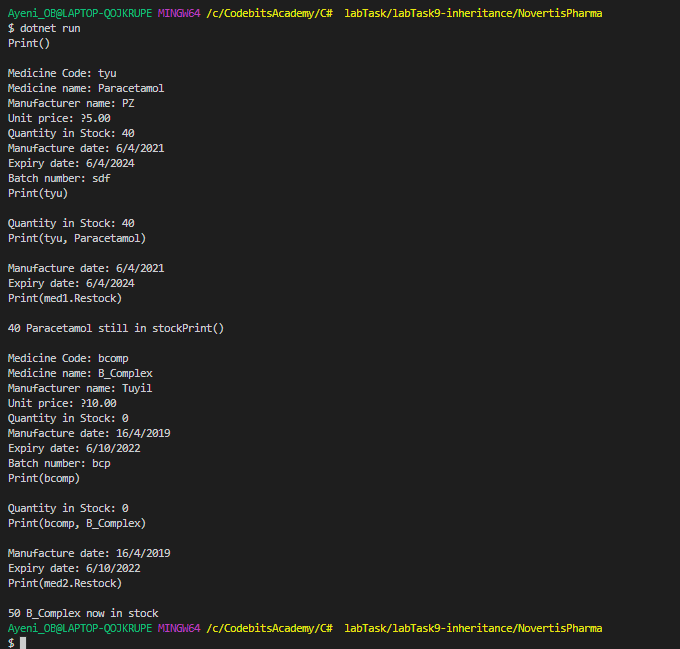 Ayeni_OB@LAPTOP-QOJKRUPE MINGW64 /c/CodebitsAcademy/C#  labTask/labTask9-inheritance/NovertisPharma
$ dotnet run
Print()
Medicine Code: tyu
Medicine name: Paracetamol
Manufacturer name: PZ
Unit price: ?5.00
Quantity in Stock: 40
Manufacture date: 6/4/2021
Expiry date: 6/4/2024
Batch number: sdf
Print(tyu)
Quantity in Stock: 40
Print(tyu, Paracetamol)
Manufacture date: 6/4/2021
Expiry date: 6/4/2024
Print(med1.Restock)
40 Paracetamol still in stockPrint()
Medicine Code: bcomp
Medicine name: B_Complex
Manufacturer name: Tuyil
Unit price: ?10.00
Quantity in Stock: 0
Manufacture date: 16/4/2019
Expiry date: 6/10/2022
Batch number: bcp
Print(bcomp)
Quantity in Stock: 0
Print(bcomp, B_Complex)
Manufacture date: 16/4/2019
Expiry date: 6/10/2022
Print(med2.Restock)
50 B_Complex now in stock
Ayeni_OB@LAPTOP-QOJKRUPE MINGW64 /c/CodebitsAcademy/C#  labTask/labTask9-inheritance/NovertisPharma
$